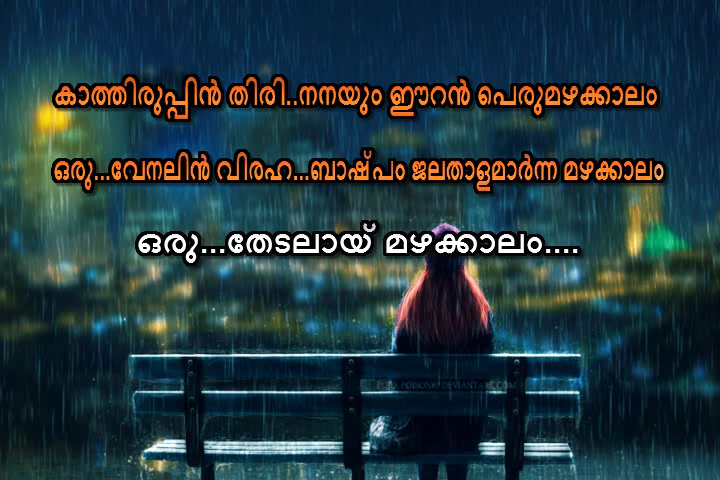 കാത്തിരുപ്പിൻ തിരി..നനയും ഈറൻ പെരുമഴക്കാലം
ഒരു...വേനലിൻ വിരഹ...ബാഷ്പം ജലതാളമാർന്ന മഴക്കാലം
ഒരു...തേടലായ് മഴക്കാലം....